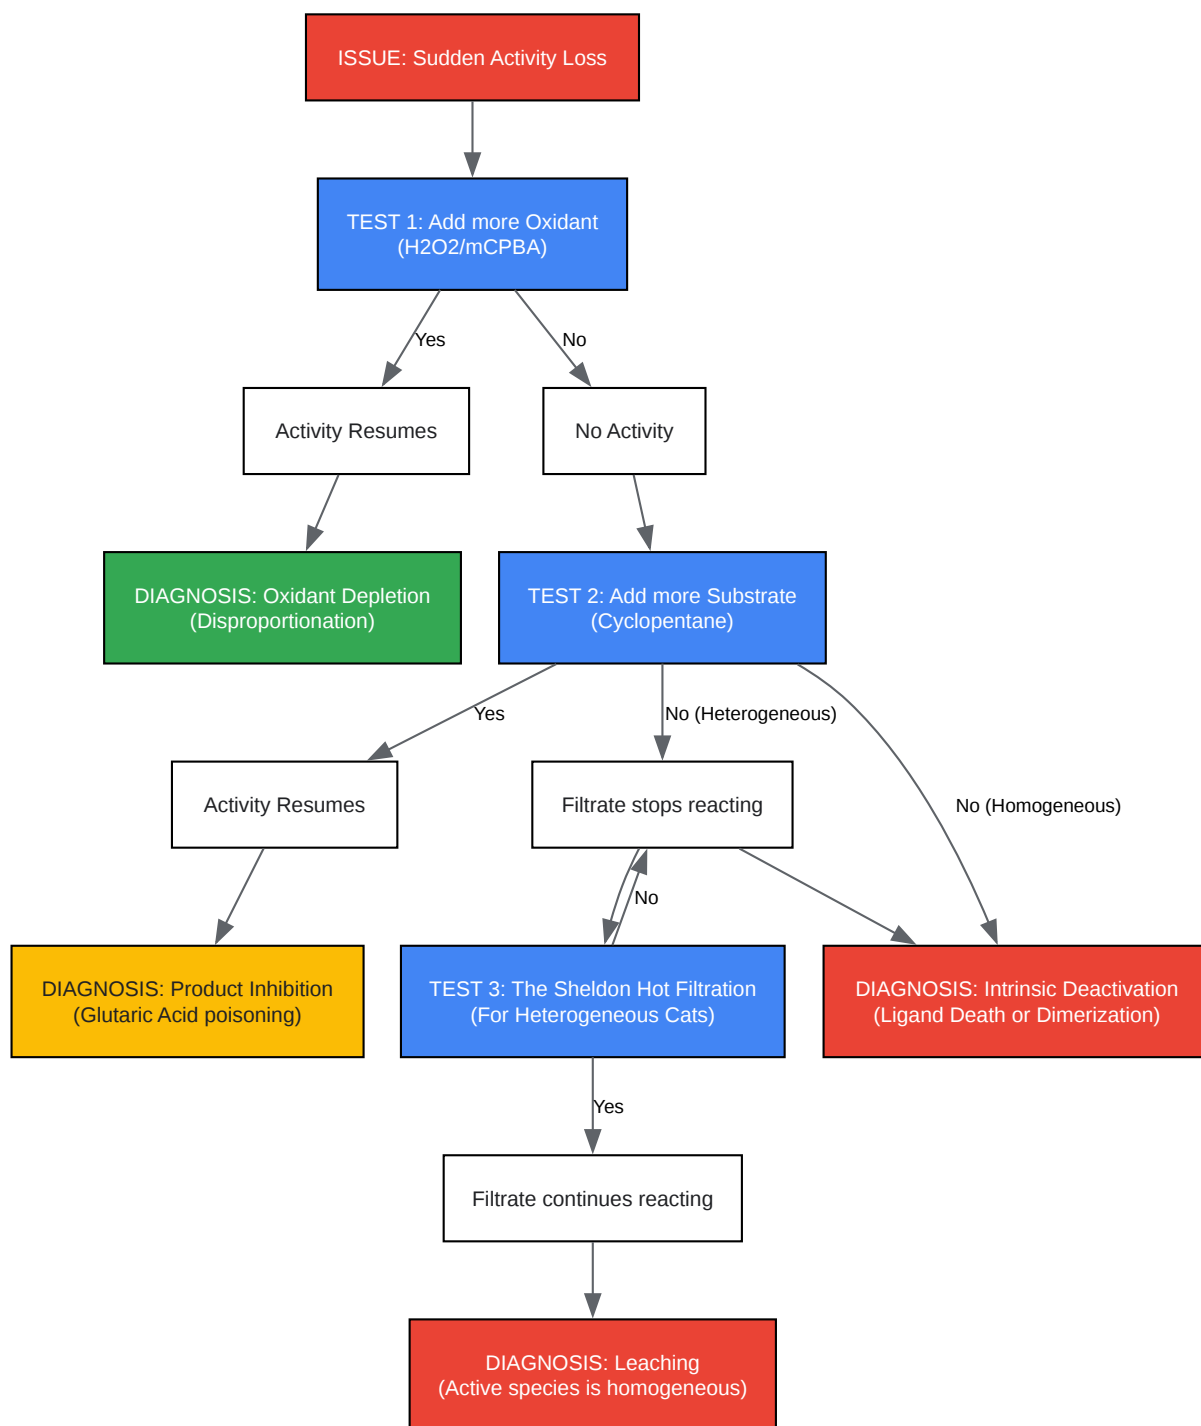 ISSUE: Sudden Activity Loss
TEST 1: Add more Oxidant
(H2O2/mCPBA)
Yes
No
Activity Resumes
No Activity
DIAGNOSIS: Oxidant Depletion
(Disproportionation)
TEST 2: Add more Substrate
(Cyclopentane)
Yes
No (Heterogeneous)
No (Homogeneous)
Activity Resumes
Filtrate stops reacting
No
DIAGNOSIS: Product Inhibition
(Glutaric Acid poisoning)
TEST 3: The Sheldon Hot Filtration
(For Heterogeneous Cats)
DIAGNOSIS: Intrinsic Deactivation
(Ligand Death or Dimerization)
Yes
Filtrate continues reacting
DIAGNOSIS: Leaching
(Active species is homogeneous)